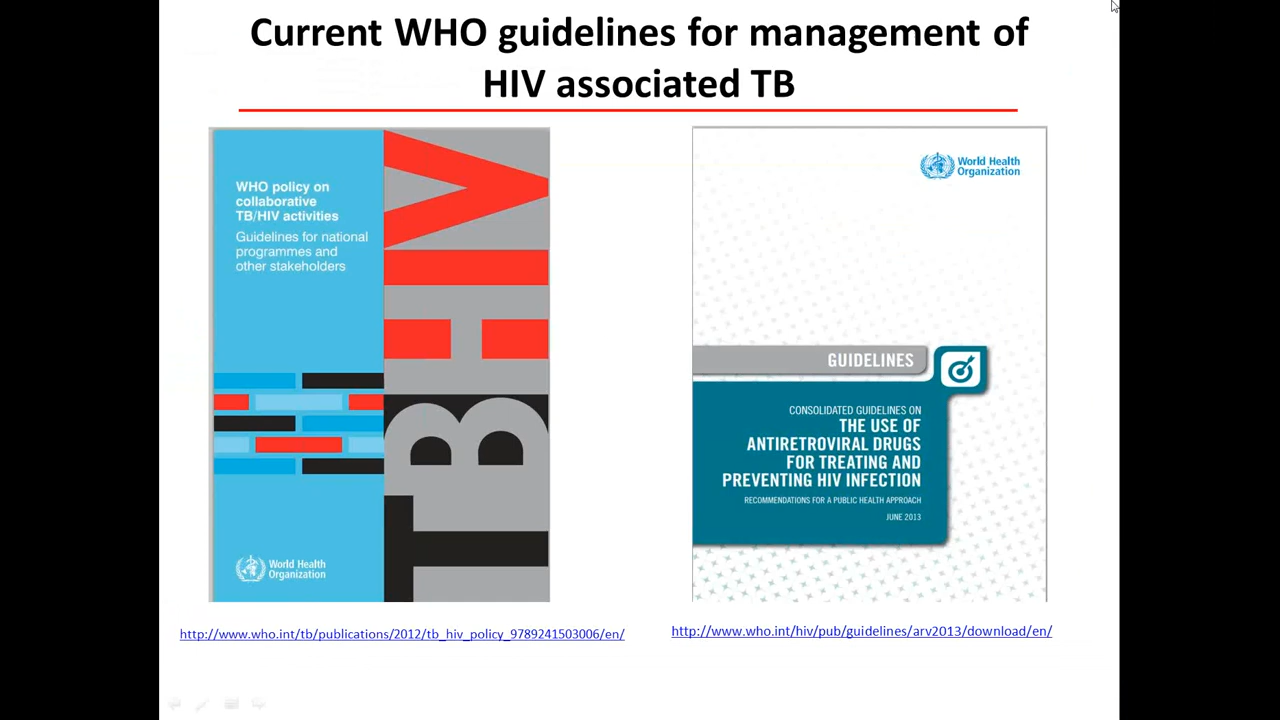 Current WHO guidelines for management of
HIV associated TB
WHO policy on
collaborative
TB/HIV activities
Guidelines for national
programmes and
other stakeholders
TB HIV
World Health
Organization
http://www.who.int/tb/publications/2012/tb_hiv_policy_9789241503006/en/
World Health
Organization
GUIDELINES
CONSOLIDATED GUIDELINES ON
THE USE OF
ANTIRETROVIRAL DRUGS
FOR TREATING AND
PREVENTING HIV INFECTION
RECOMMENDATIONS FOR A PUBLIC HEALTH APPROACH
JUNE 2013
http://www.who.int/hiv/pub/guidelines/arv2013/download/en/